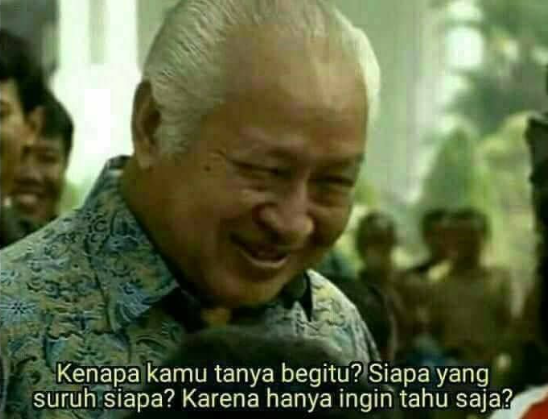 Kenapa kamu tanya begitu? Siapa yang
suruh siapa? Karena hanya ingin tahu saja?